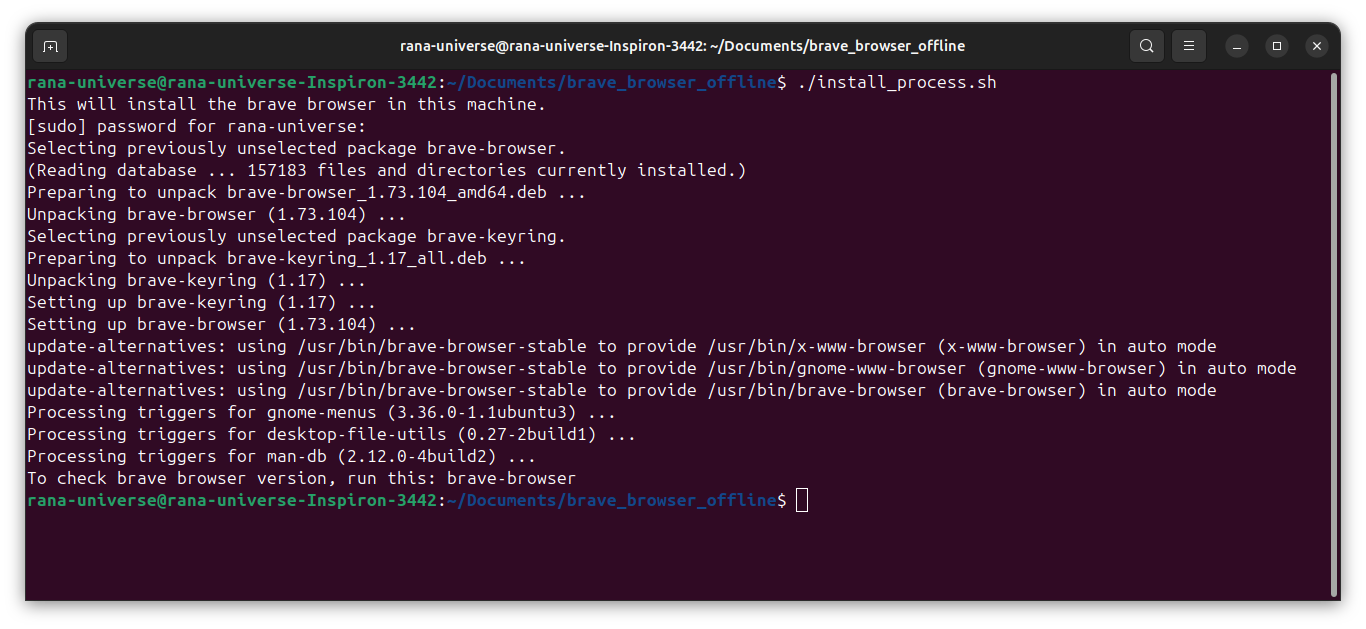 rana-universe@rana-universe-Inspiron-3442: ~/Documents/brave_browser_offline
rana-universe@rana-universe-Inspiron-3442:~/Documents/brave_browser_offline$ ./install_process.sh
This will install the brave browser in this machine.
[sudo] password for rana-universe:
Selecting previously unselected package brave-browser.
(Reading database ... 157183 files and directories currently installed.)
Preparing to unpack brave-browser_1.73.104_amd64.deb ...
Unpacking brave-browser (1.73.104) ...
Selecting previously unselected package brave-keyring.
Preparing to unpack brave-keyring_1.17_all.deb ...
Unpacking brave-keyring (1.17) ...
Setting up brave-keyring (1.17) ...
Setting up brave-browser (1.73.104) ...
update-alternatives: using /usr/bin/brave-browser-stable to provide /usr/bin/x-www-browser (x-www-browser) in auto mode
update-alternatives: using /usr/bin/brave-browser-stable to provide /usr/bin/gnome-www-browser (gnome-www-browser) in auto mode
update-alternatives: using /usr/bin/brave-browser-stable to provide /usr/bin/brave-browser (brave-browser) in auto mode
Processing triggers for gnome-menus (3.36.0-1.1ubuntu3) ...
Processing triggers for desktop-file-utils (0.27-2build1) ...
Processing triggers for man-db (2.12.0-4build2) ...
To check brave browser version, run this: brave-browser
rana-universe@rana-universe-Inspiron-3442:~/Documents/brave_browser_offline$